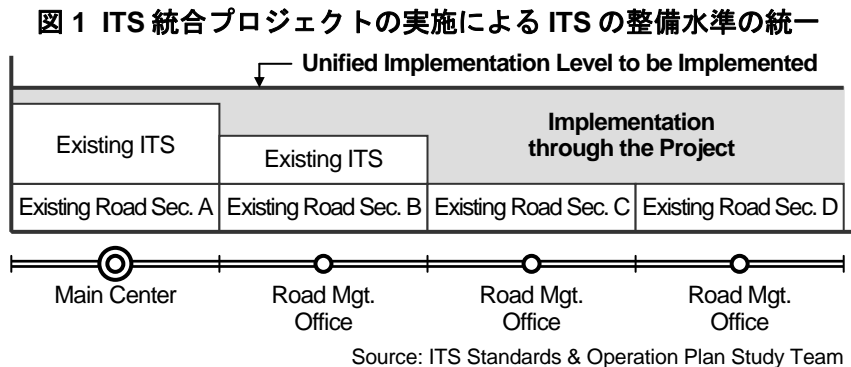 図 1 ITS 統合プロジェクトの実施による ITS の整備水準の統一
Unified Implementation Level to be Implemented
Existing ITS
Existing ITS
Implementation
through the Project
Existing Road Sec. A
Existing Road Sec. B
Existing Road Sec. C
Existing Road Sec. D
Main Center
Road Mgt.
Office
Road Mgt.
Office
Road Mgt.
Office
Source: ITS Standards & Operation Plan Study Team